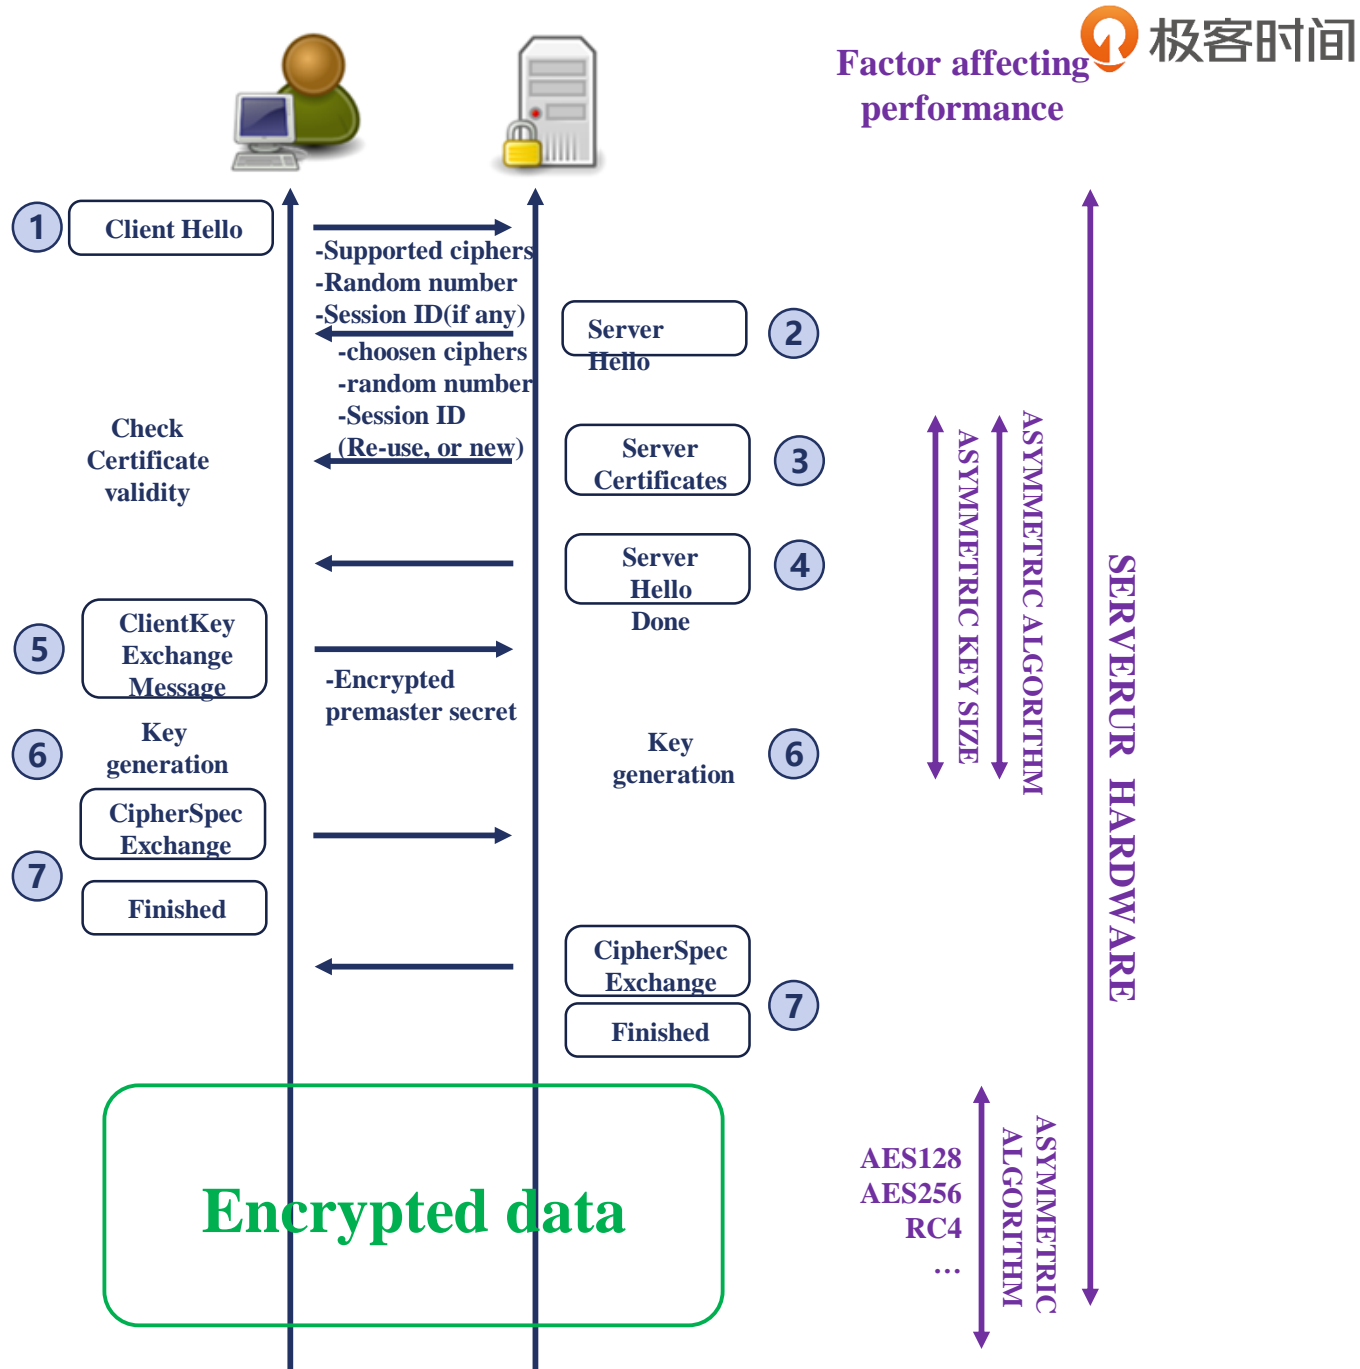 极客时间
Factor affecting
performance
1
Client Hello
-Supported ciphers
-Random number
-Session ID(if any)
Server
Hello
2
-choosen ciphers
-random number
-Session ID
(Re-use, or new)
Check
Certificate
validity
Server
Certificates
3
Server
Hello
Done
4
5
ClientKey
Exchange
Message
-Encrypted
premaster secret
6
Key
generation
Key
generation
6
CipherSpec
Exchange
7
Finished
CipherSpec
Exchange
7
Finished
ASYMMETRIC KEY SIZE
ASYMMETRIC ALGORITHM
SERVERUR HARDWARE
Encrypted data
AES128
AES256
RC4
…
ASYMMETRIC
ALGORITHM